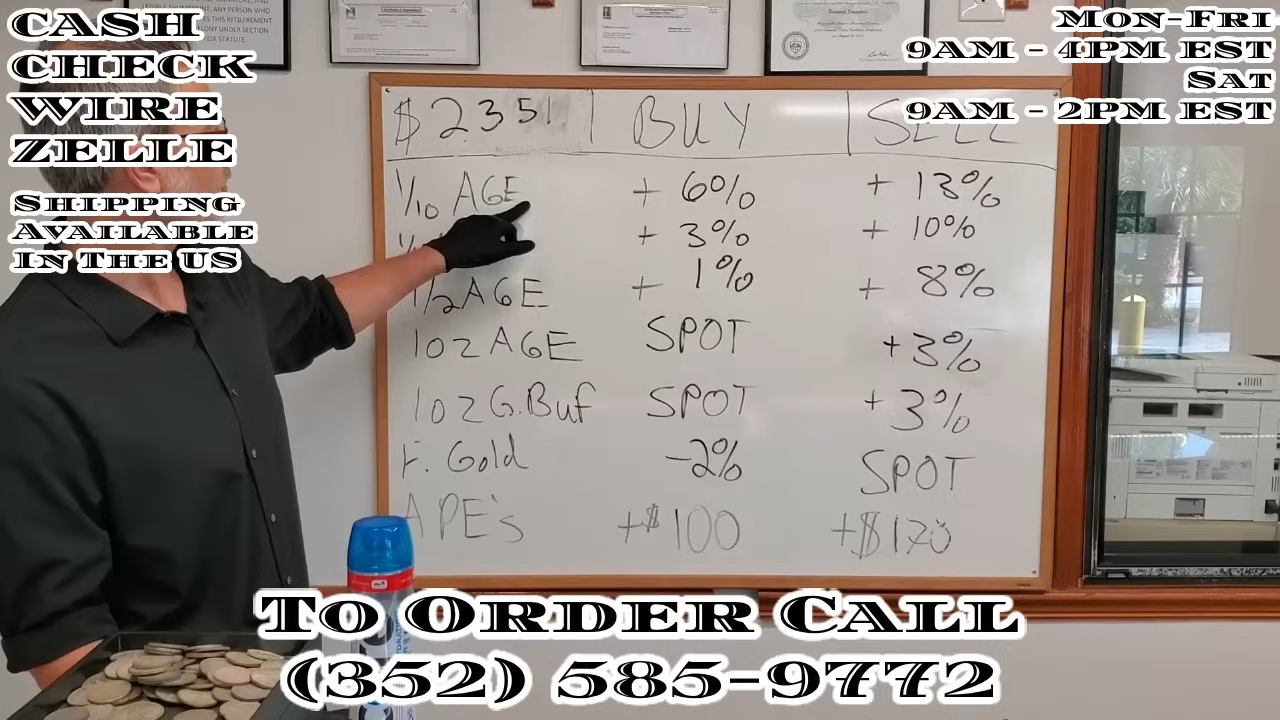 CASH
CHECK
WIRE
ZELLE
SHIPPING
AVAILABLE
IN THE US
MON-FRI
9AM - 4PM EST
SAT
9AM - 2PM EST
$2351 BUY SELL
1/10 AGE + 6% + 13%
+ 3% + 10%
1/2 AGE + 1% + 8%
1oz AGE SPOT +3%
1oz G.Buf SPOT +3%
F. Gold -2% SPOT
APE's +$100 +$170
TO ORDER CALL
(352) 585-9772